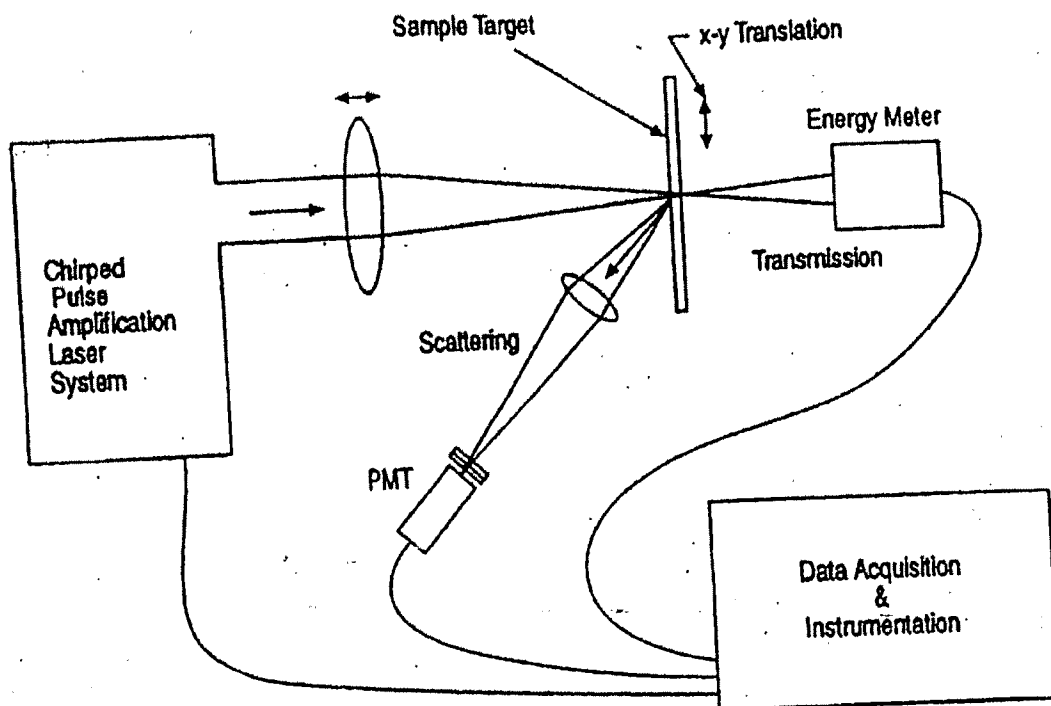 Sample Target
x-y Translation
Energy Meter
Transmission
Chirped
Pulse
Amplification
Laser
System
Scattering
PMT
Data Acquisition
&
Instrumentation